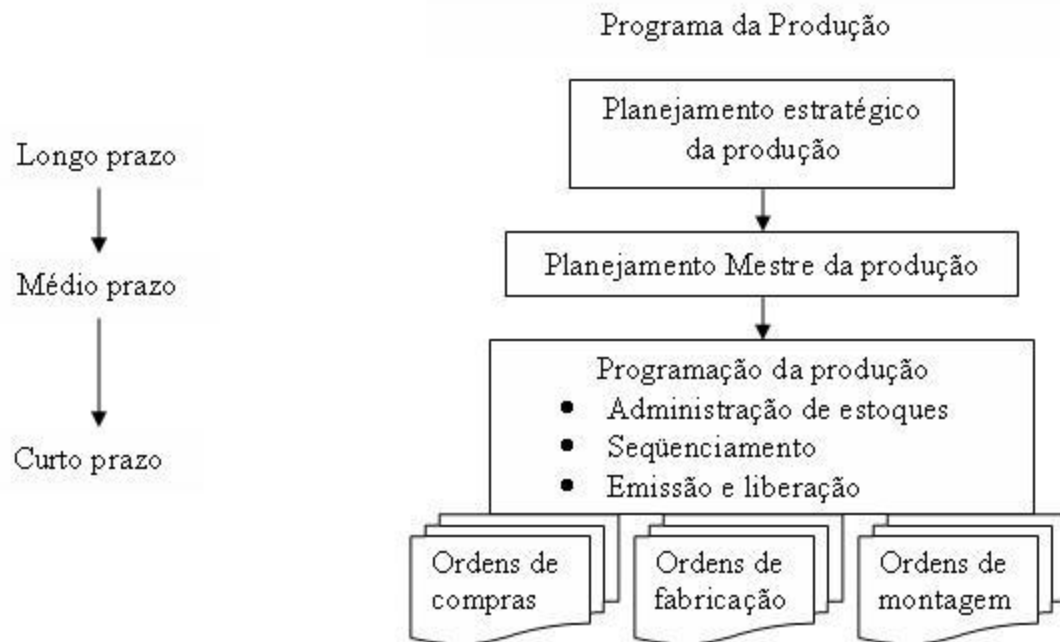 Programa da Produção
Longo prazo
Médio prazo
Curto prazo
Planejamento estratégico
da produção
Planejamento Mestre da produção
Programação da produção
● Administração de estoques
● Seqüenciamento
● Emissão e liberação
Ordens de
compras
Ordens de
fabricação
Ordens de
montagem